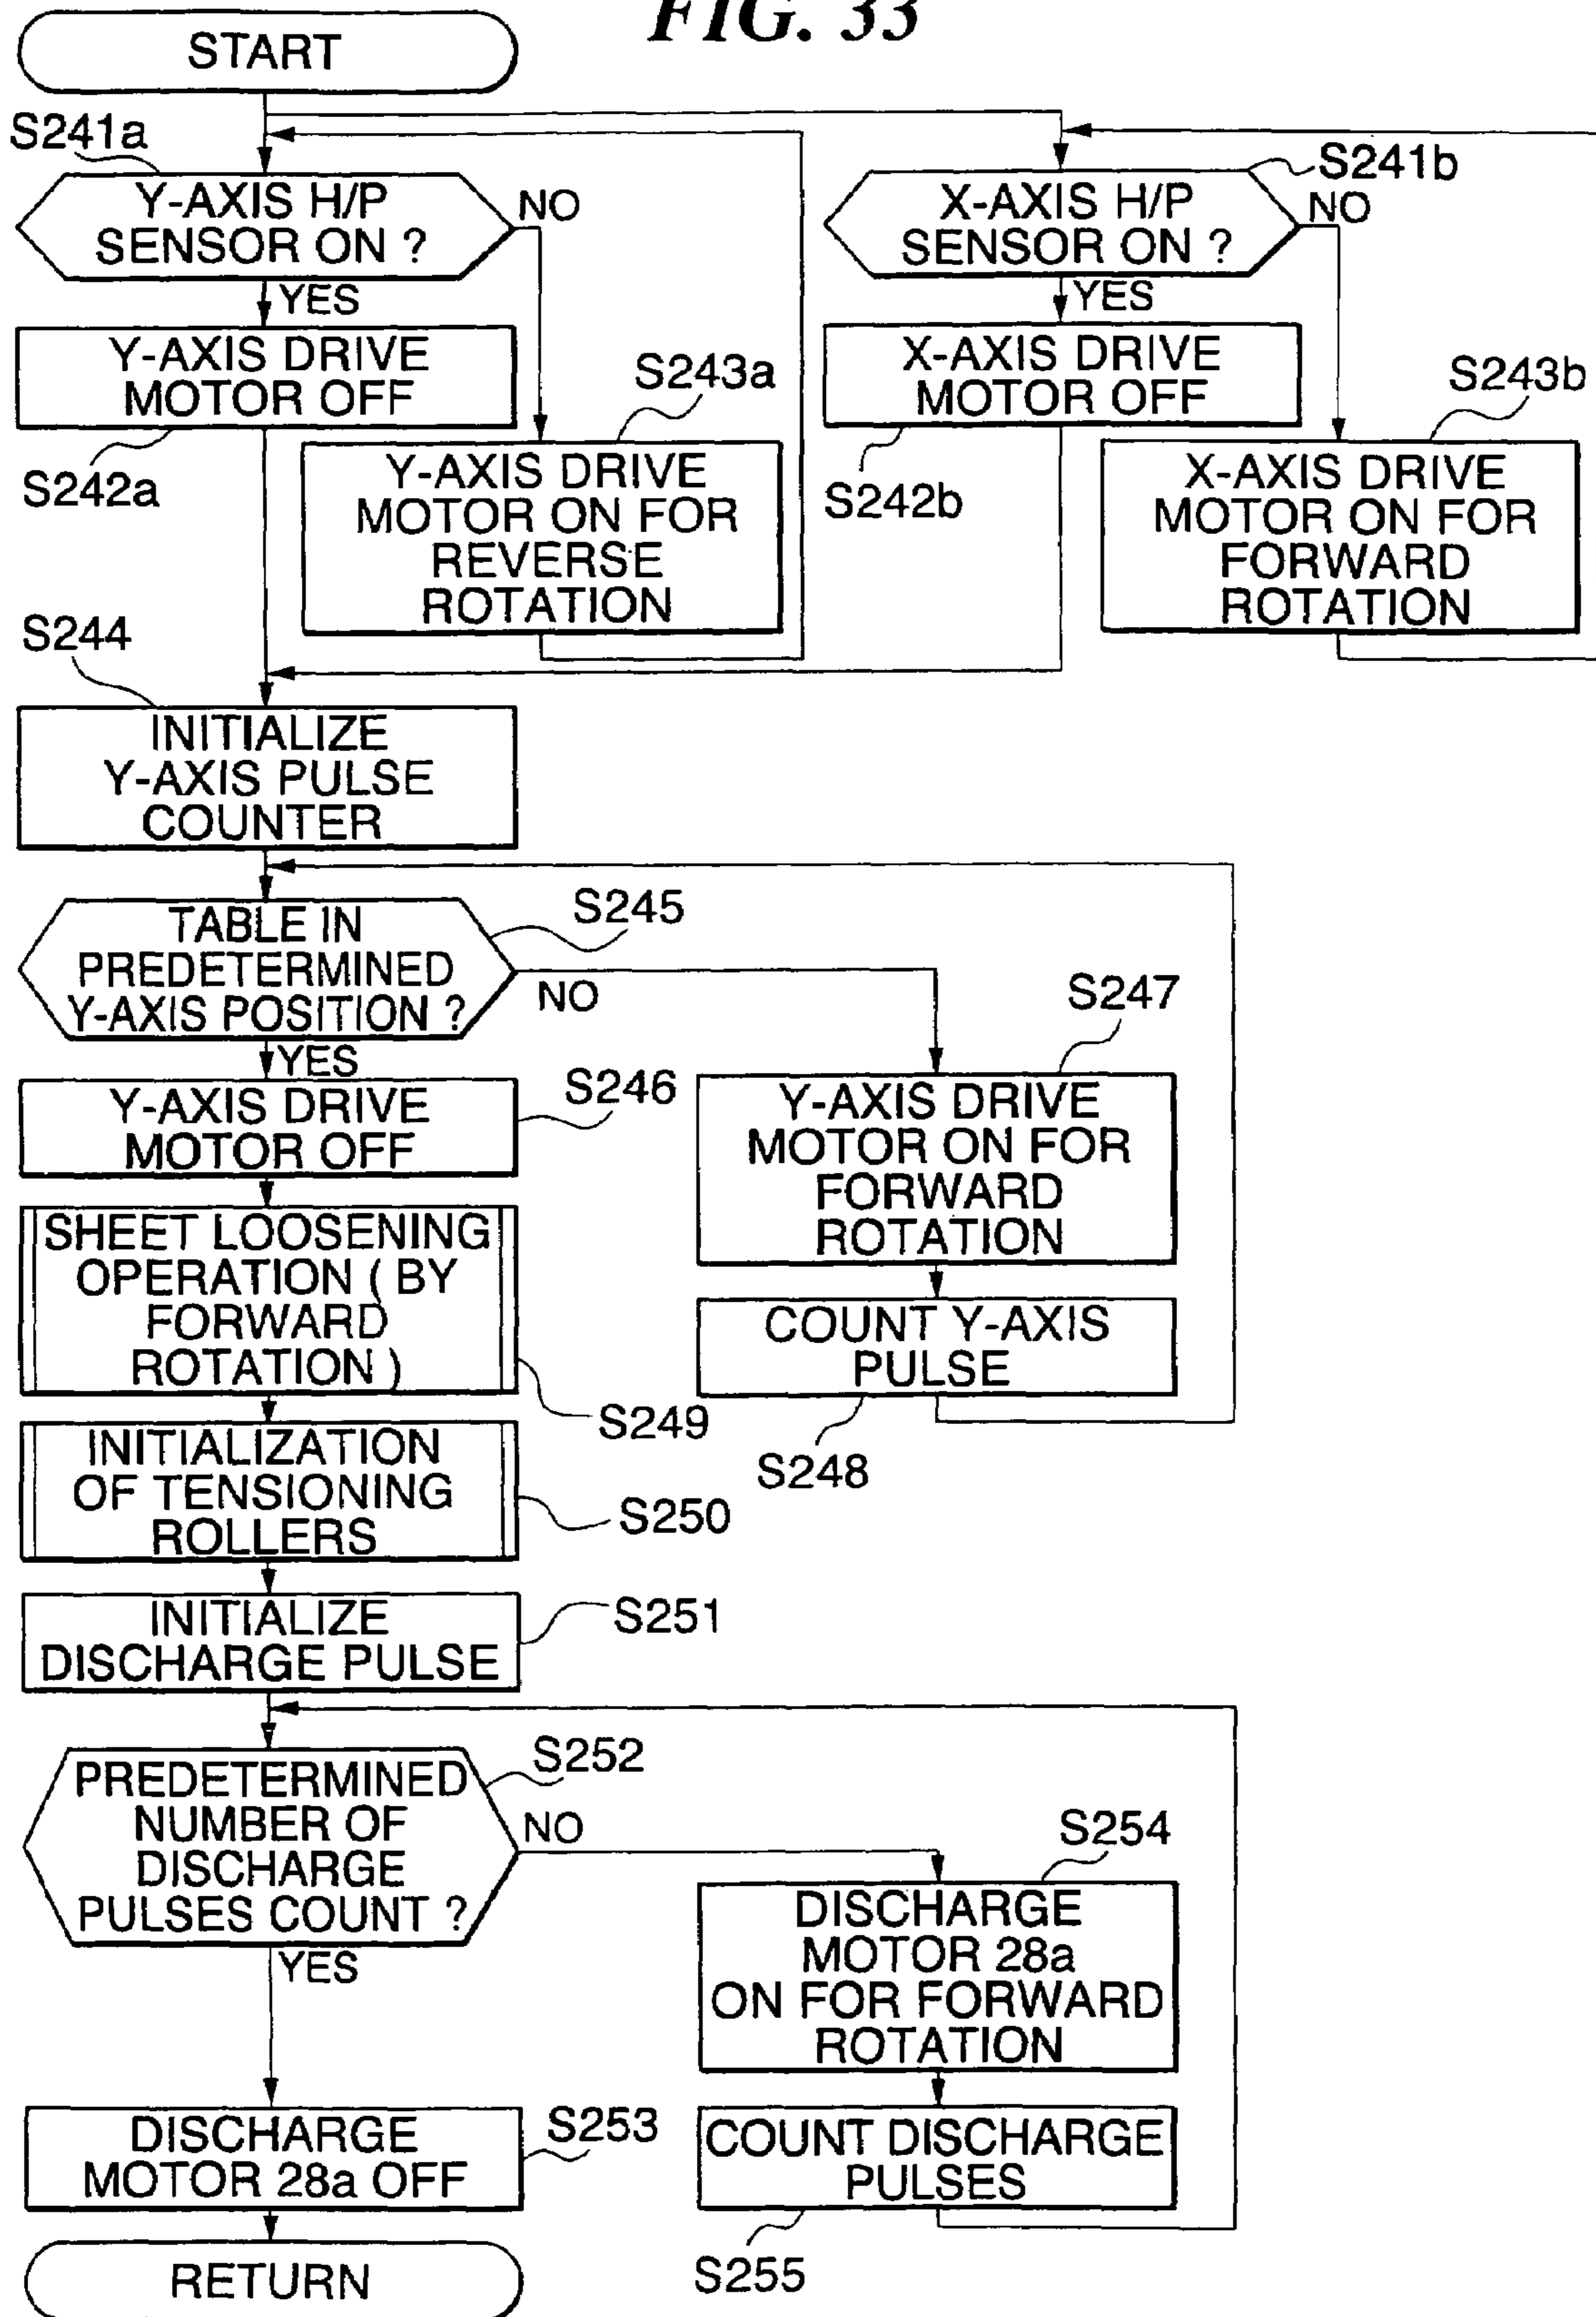 FIG. 33
START
S241a
Y-AXIS H/P
SENSOR ON ?
NO
YES
Y-AXIS DRIVE
MOTOR OFF
S242a
S243a
Y-AXIS DRIVE
MOTOR ON FOR
REVERSE
ROTATION
S241b
X-AXIS H/P
SENSOR ON ?
NO
YES
X-AXIS DRIVE
MOTOR OFF
S242b
S243b
X-AXIS DRIVE
MOTOR ON FOR
FORWARD
ROTATION
S244
INITIALIZE
Y-AXIS PULSE
COUNTER
TABLE IN
PREDETERMINED
Y-AXIS POSITION ?
S245
NO
YES
Y-AXIS DRIVE
MOTOR OFF
S246
S247
Y-AXIS DRIVE
MOTOR ON FOR
FORWARD
ROTATION
COUNT Y-AXIS
PULSE
S248
SHEET LOOSENING
OPERATION ( BY
FORWARD
ROTATION )
S249
INITIALIZATION
OF TENSIONING
ROLLERS
S250
INITIALIZE
DISCHARGE PULSE
S251
PREDETERMINED
NUMBER OF
DISCHARGE
PULSES COUNT ?
S252
NO
YES
S254
DISCHARGE
MOTOR 28a
ON FOR FORWARD
ROTATION
COUNT DISCHARGE
PULSES
S255
DISCHARGE
MOTOR 28a OFF
S253
RETURN